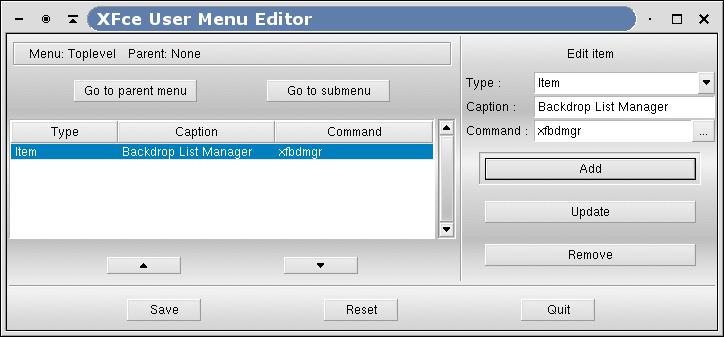 XFce User Menu Editor
Menu: Toplevel Parent: None
Go to parent menu Go to submenu
Type Caption Command
Item Backdrop List Manager xfbdmgr
Edit item
Type : Item
Caption : Backdrop List Manager
Command : xfbdmgr ...
Add
Update
Remove
Save Reset Quit